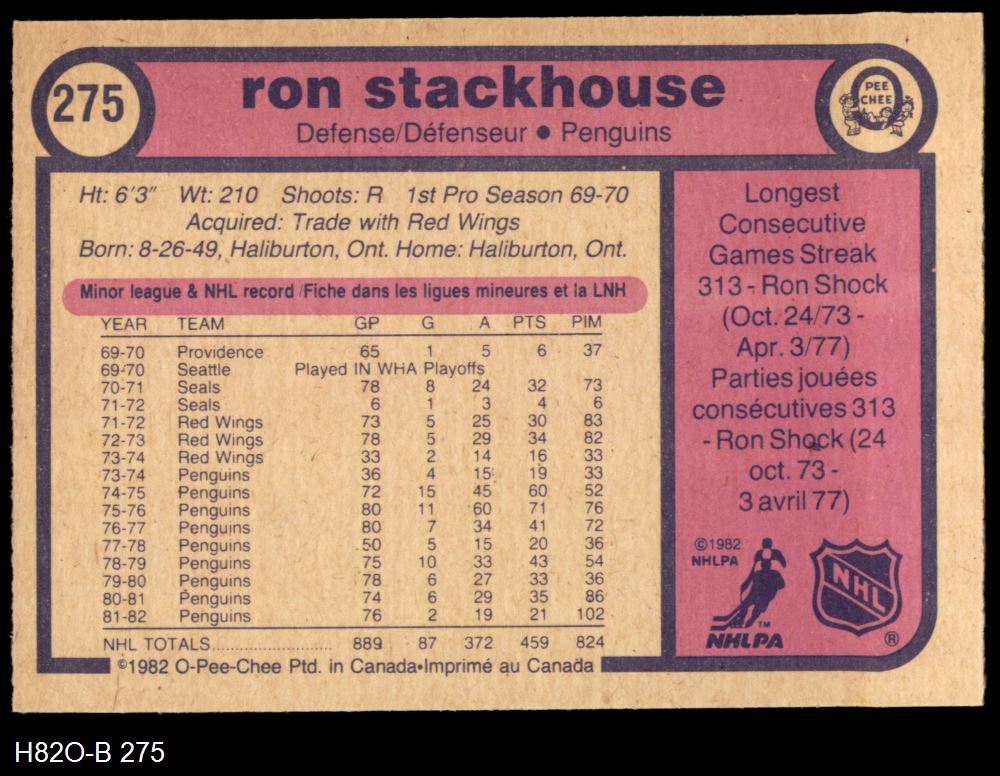 275
ron stackhouse
PEE
CHEE
Defense/Défenseur ● Penguins
Ht: 6'3" Wt: 210 Shoots: R 1st Pro Season 69-70
Acquired: Trade with Red Wings
Born: 8-26-49, Haliburton, Ont. Home: Haliburton, Ont.
Minor league & NHL record /Fiche dans les ligues mineures et la LNH
YEAR TEAM GP G A PTS PIM
69-70 Providence 65 1 5 6 37
69-70 Seattle Played IN WHA Playoffs
70-71 Seals 78 8 24 32 73
71-72 Seals 6 1 3 4 6
71-72 Red Wings 73 5 25 30 83
72-73 Red Wings 78 5 29 34 82
73-74 Red Wings 33 2 14 16 33
73-74 Penguins 36 4 15 19 33
74-75 Penguins 72 15 45 60 52
75-76 Penguins 80 11 60 71 76
76-77 Penguins 80 7 34 41 72
77-78 Penguins 50 5 15 20 36
78-79 Penguins 75 10 33 43 54
79-80 Penguins 78 6 27 33 36
80-81 Penguins 74 6 29 35 86
81-82 Penguins 76 2 19 21 102
NHL TOTALS.......................... 889 87 372 459 824
©1982 O-Pee-Chee Ptd. in Canada•Imprimé au Canada
Longest
Consecutive
Games Streak
313 - Ron Shock
(Oct. 24/73 -
Apr. 3/77)
Parties jouées
consécutives 313
- Ron Shock (24
oct. 73 -
3 avril 77)
©1982
NHLPA
TM
NHLPA
NHL
®
H82O-B 275